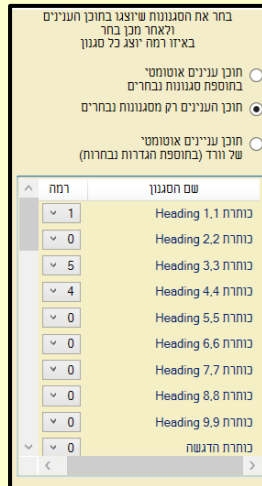 בחר את הסגנונות שיוצגו בתוכן הענינים
ולאחר מכן בחר
באיזו רמה יוצג כל סגנון
תוכן ענינים אוטומטי
בתוספת סגנונות נבחרים
תוכן הענינים רק מסגנונות נבחרים
תוכן עניינים אוטומטי
של וורד (בתוספת הגדרות נבחרות)
שם הסגנון רמה
כותרת 1,Heading 1 1
כותרת 2,Heading 2 0
כותרת 3,Heading 3 5
כותרת 4,Heading 4 4
כותרת 5,Heading 5 0
כותרת 6,Heading 6 0
כותרת 7,Heading 7 0
כותרת 8,Heading 8 0
כותרת 9,Heading 9 0
כותרת הדגשה 0